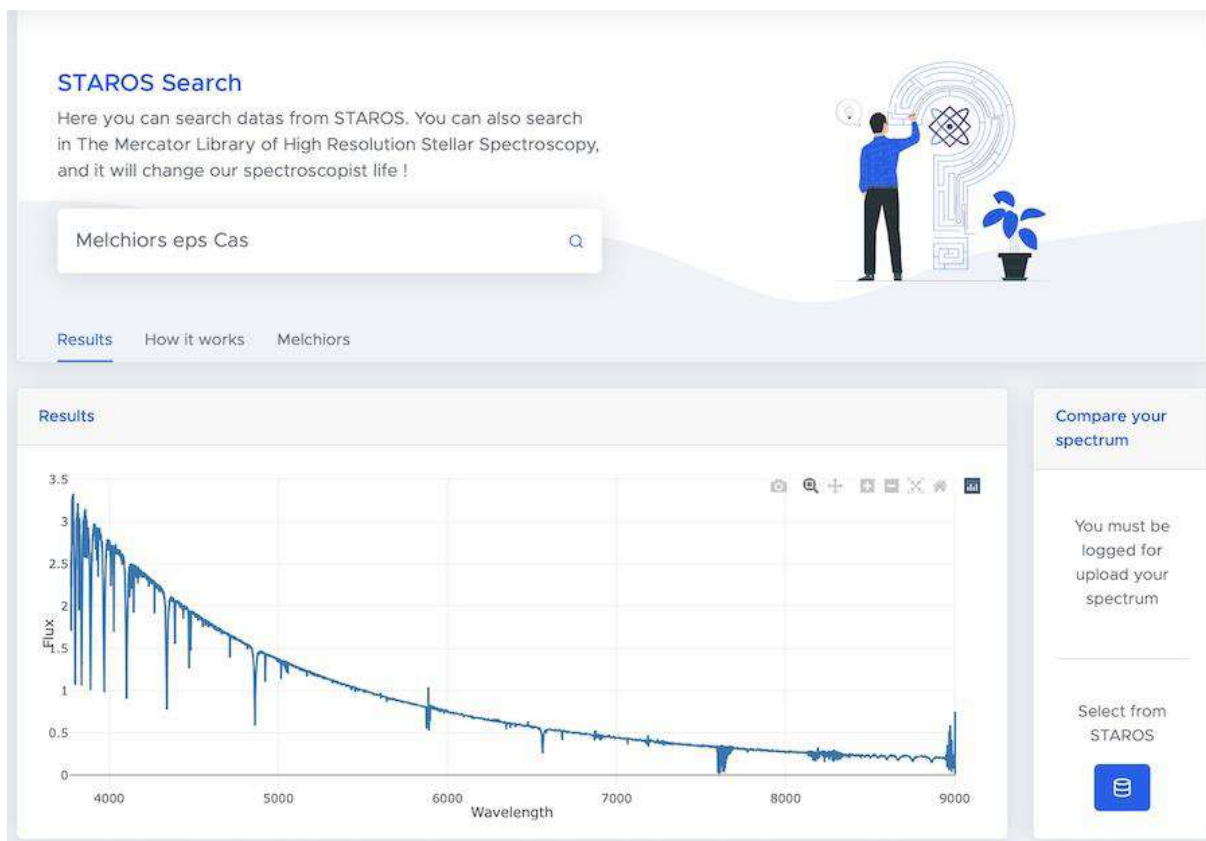 STAROS Search
Here you can search datas from STAROS. You can also search
in The Mercator Library of High Resolution Stellar Spectroscopy,
and it will change our spectroscopist life !
Melchiors eps Cas
Results
How it works
Melchiors
Results
3.5
3
2.5
2
1.5
1
0.5
0
Flux
4000
5000
6000
7000
8000
9000
Wavelength
Compare your
spectrum
You must be
logged for
upload your
spectrum
Select from
STAROS